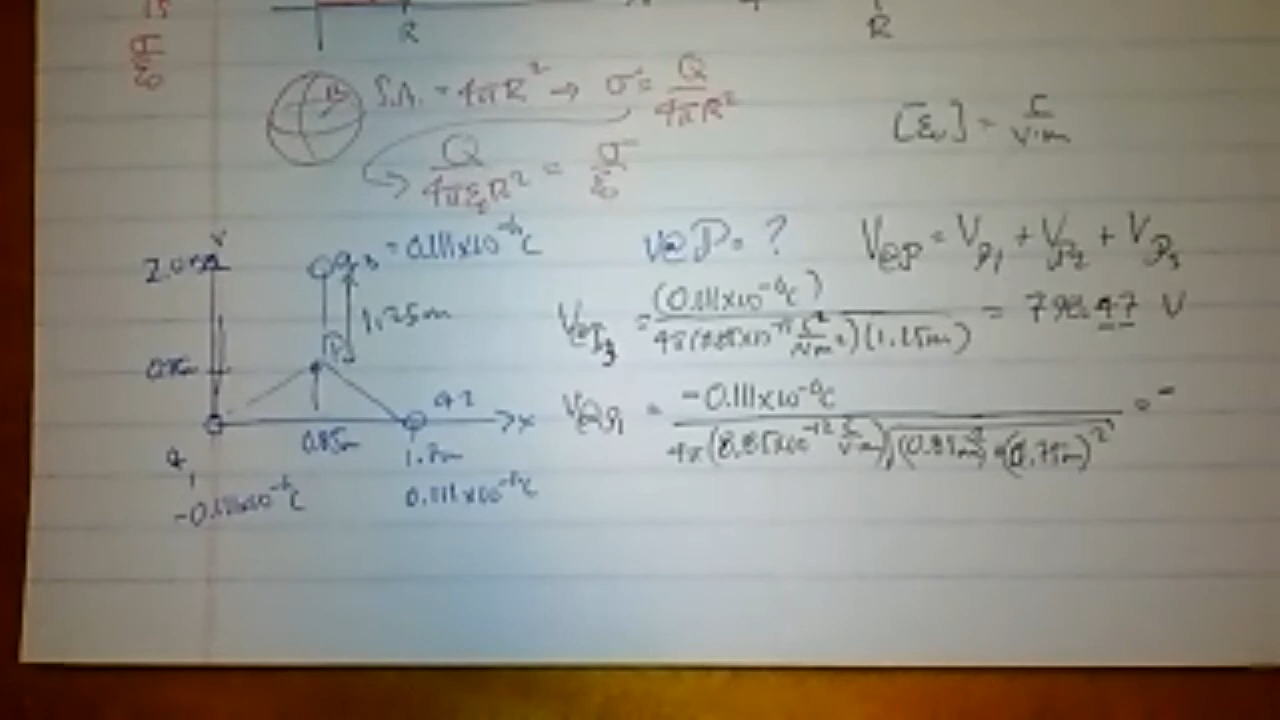 R R
S.A. = 4πR² → σ = Q / 4πR²
Q / 4πε₀R² = σ / ε₀
[ε₀] = C / V·m
y
2.0m
q₃ = 0.111x10⁻⁶C
V@P = ?
V@P = Vq₁ + Vq₂ + Vq₃
1.25m
P
V@q₃ = (0.111x10⁻⁶C) / 4π(8.85x10⁻¹² C²/Nm²)(1.25m) = 798.47 V
q₂
x
0.85m
1.7m
V@q₁ = -0.111x10⁻⁶C / 4π(8.85x10⁻¹² C/V·m)√(0.85m)² + (0.75m)² = -
q₁
-0.111x10⁻⁶C
0.111x10⁻⁶C